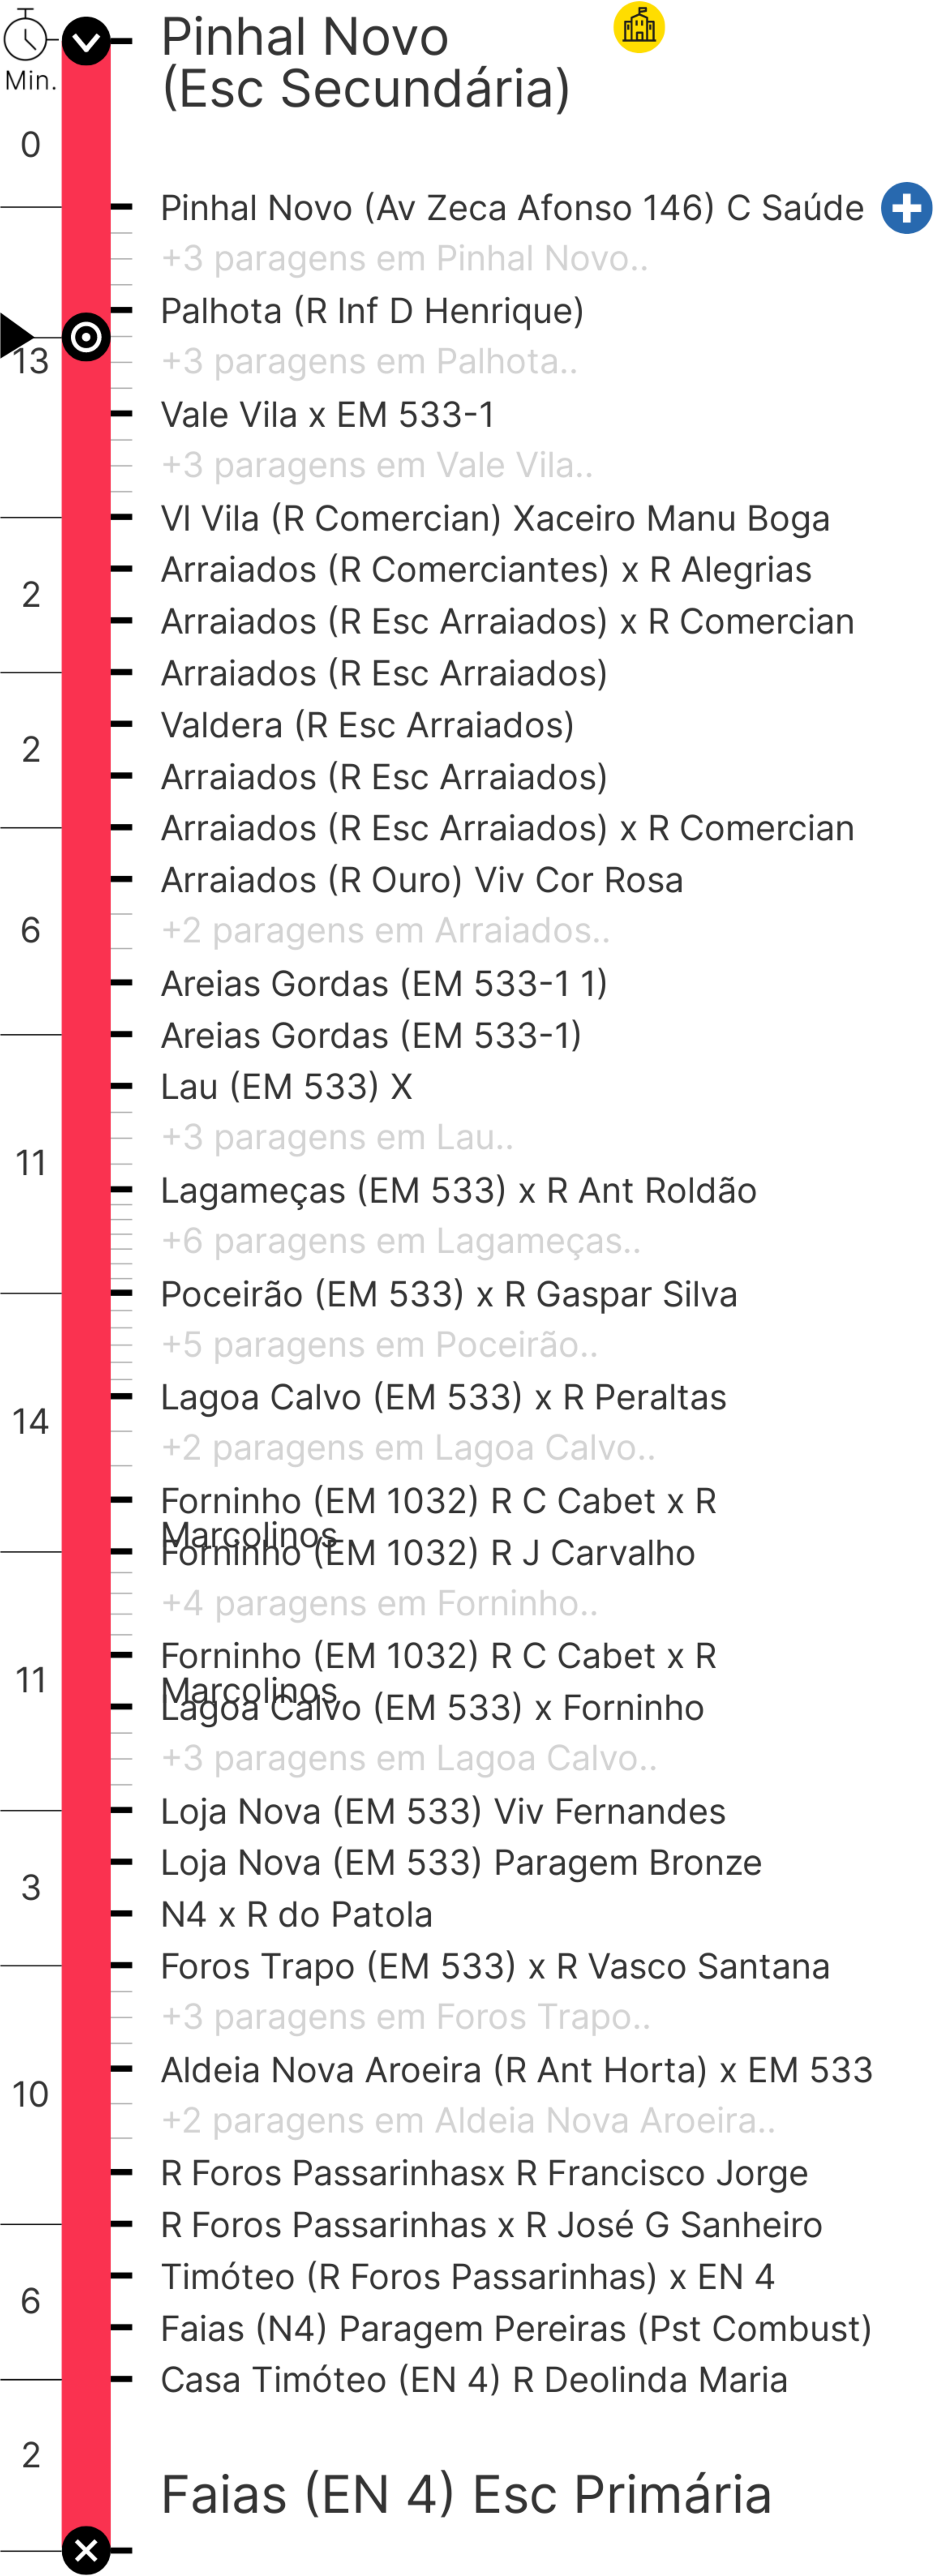 Pinhal Novo
(Esc Secundária)
Min.
0
Pinhal Novo (Av Zeca Afonso 146) C Saúde
+3 paragens em Pinhal Novo..
Palhota (R Inf D Henrique)
13
+3 paragens em Palhota..
Vale Vila x EM 533-1
+3 paragens em Vale Vila..
Vl Vila (R Comercian) Xaceiro Manu Boga
Arraiados (R Comerciantes) x R Alegrias
2
Arraiados (R Esc Arraiados) x R Comercian
Arraiados (R Esc Arraiados)
Valdera (R Esc Arraiados)
2
Arraiados (R Esc Arraiados)
Arraiados (R Esc Arraiados) x R Comercian
Arraiados (R Ouro) Viv Cor Rosa
6
+2 paragens em Arraiados..
Areias Gordas (EM 533-1 1)
Areias Gordas (EM 533-1)
Lau (EM 533) X
+3 paragens em Lau..
11
Lagameças (EM 533) x R Ant Roldão
+6 paragens em Lagameças..
Poceirão (EM 533) x R Gaspar Silva
+5 paragens em Poceirão..
Lagoa Calvo (EM 533) x R Peraltas
14
+2 paragens em Lagoa Calvo..
Forninho (EM 1032) R C Cabet x R
Marcolinos
Forninho (EM 1032) R J Carvalho
+4 paragens em Forninho..
Forninho (EM 1032) R C Cabet x R
Marcolinos
11
Lagoa Calvo (EM 533) x Forninho
+3 paragens em Lagoa Calvo..
Loja Nova (EM 533) Viv Fernandes
Loja Nova (EM 533) Paragem Bronze
3
N4 x R do Patola
Foros Trapo (EM 533) x R Vasco Santana
+3 paragens em Foros Trapo..
Aldeia Nova Aroeira (R Ant Horta) x EM 533
10
+2 paragens em Aldeia Nova Aroeira..
R Foros Passarinhasx R Francisco Jorge
R Foros Passarinhas x R José G Sanheiro
Timóteo (R Foros Passarinhas) x EN 4
6
Faias (N4) Paragem Pereiras (Pst Combust)
Casa Timóteo (EN 4) R Deolinda Maria
2
Faias (EN 4) Esc Primária